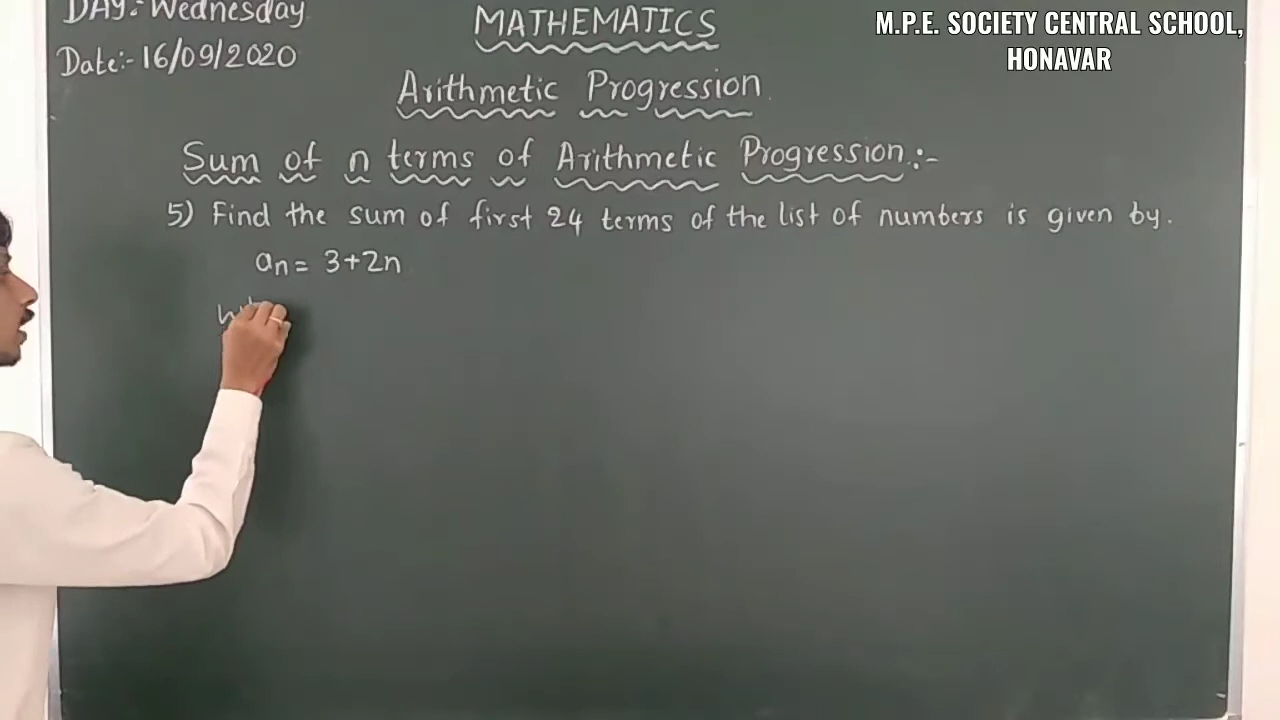 DAY:- Wednesday
Date:- 16/09/2020
MATHEMATICS
M.P.E. SOCIETY CENTRAL SCHOOL,
HONAVAR
Arithmetic Progression
Sum of n terms of Arithmetic Progression:-
5) Find the sum of first 24 terms of the list of numbers is given by.
an = 3+2n